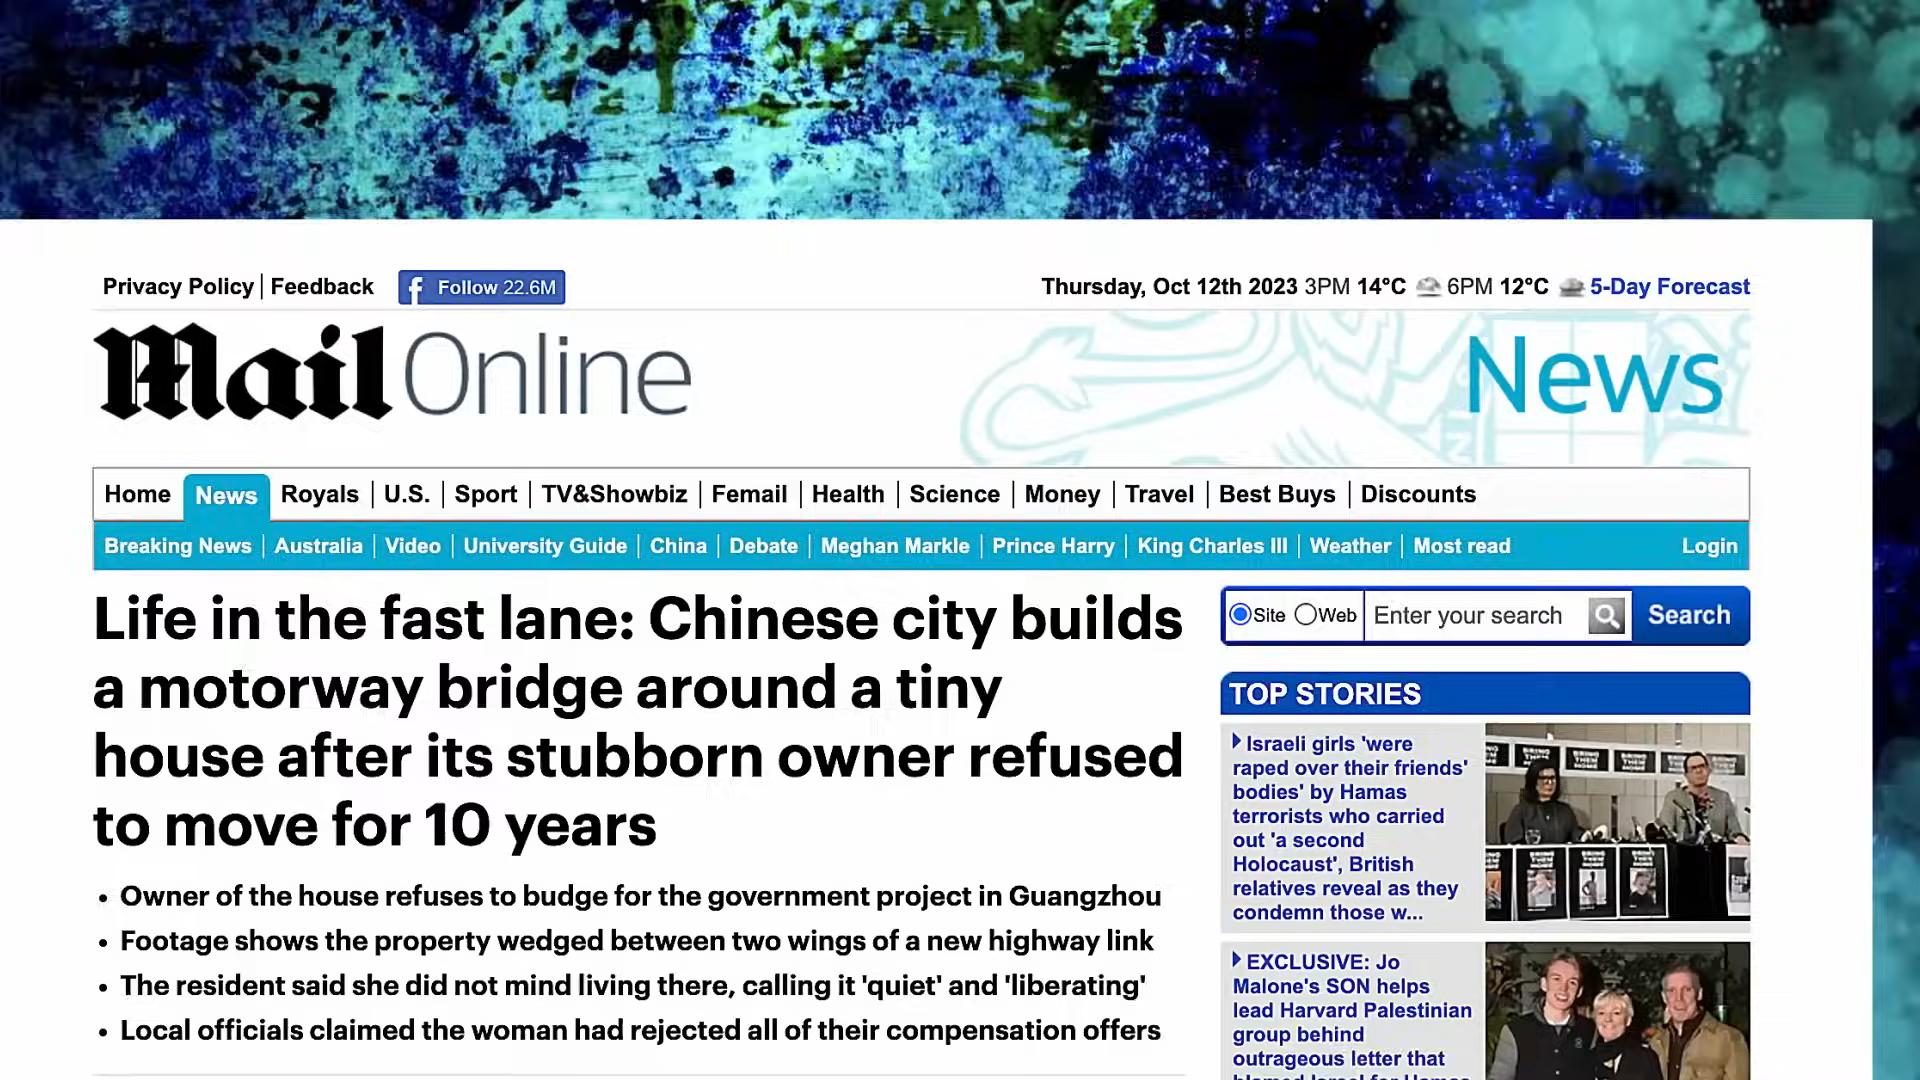 Privacy Policy | Feedback
Follow 22.6M
Thursday, Oct 12th 2023 3PM 14°C 6PM 12°C 5-Day Forecast
Mail Online
News
Home News Royals | U.S. | Sport | TV&Showbiz | Femail | Health | Science | Money | Travel | Best Buys | Discounts
Breaking News | Australia | Video | University Guide | China | Debate | Meghan Markle | Prince Harry | King Charles III | Weather | Most read Login
Life in the fast lane: Chinese city builds
a motorway bridge around a tiny
house after its stubborn owner refused
to move for 10 years
• Owner of the house refuses to budge for the government project in Guangzhou
• Footage shows the property wedged between two wings of a new highway link
• The resident said she did not mind living there, calling it 'quiet' and 'liberating'
• Local officials claimed the woman had rejected all of their compensation offers
Site Web Enter your search Search
TOP STORIES
Israeli girls 'were
raped over their friends'
bodies' by Hamas
terrorists who carried
out 'a second
Holocaust', British
relatives reveal as they
condemn those w...
EXCLUSIVE: Jo
Malone's SON helps
lead Harvard Palestinian
group behind
outrageous letter that